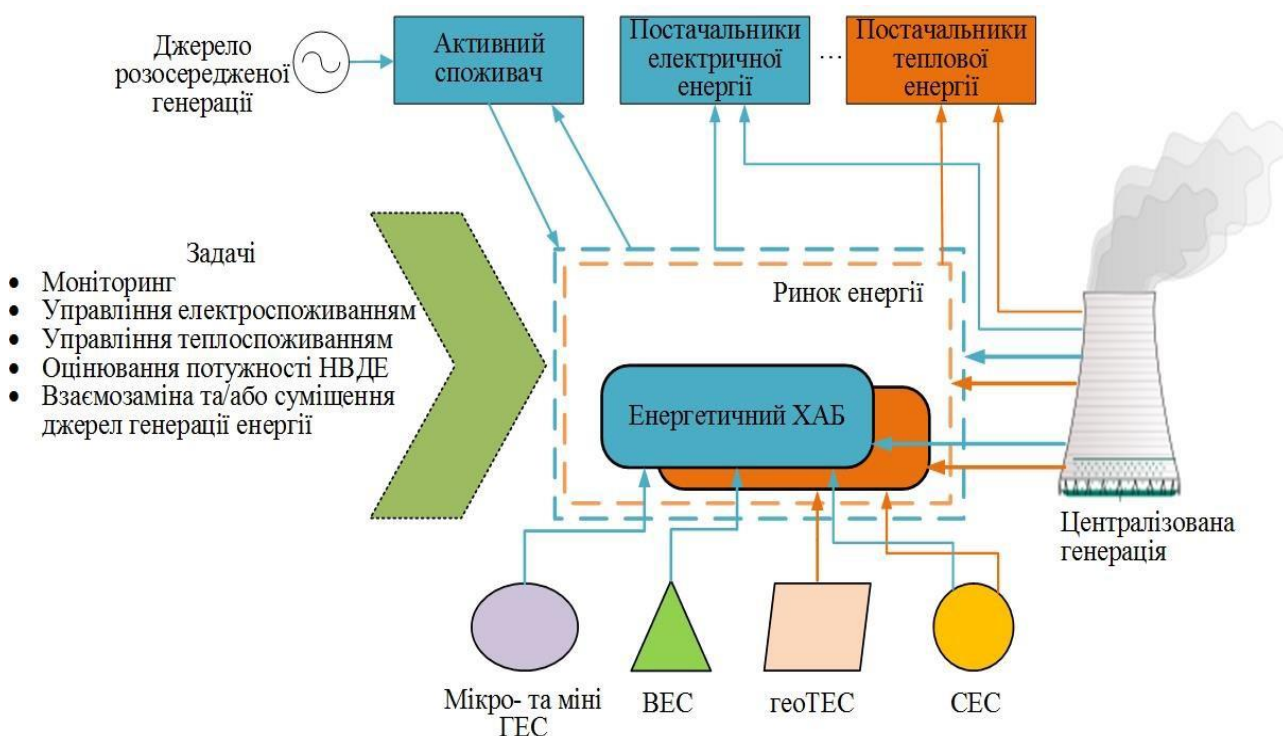 Джерело
розосередженої
генерації
Активний
споживач
Постачальники
електричної
енергії
...
Постачальники
теплової
енергії
Задачі
• Моніторинг
• Управління електроспоживанням
• Управління теплоспоживанням
• Оцінювання потужності НВДЕ
• Взаємозаміна та/або суміщення
джерел генерації енергії
Ринок енергії
Енергетичний ХАБ
Централізована
генерація
Мікро- та міні
ГЕС
ВЕС
геоТЕС
СЕС